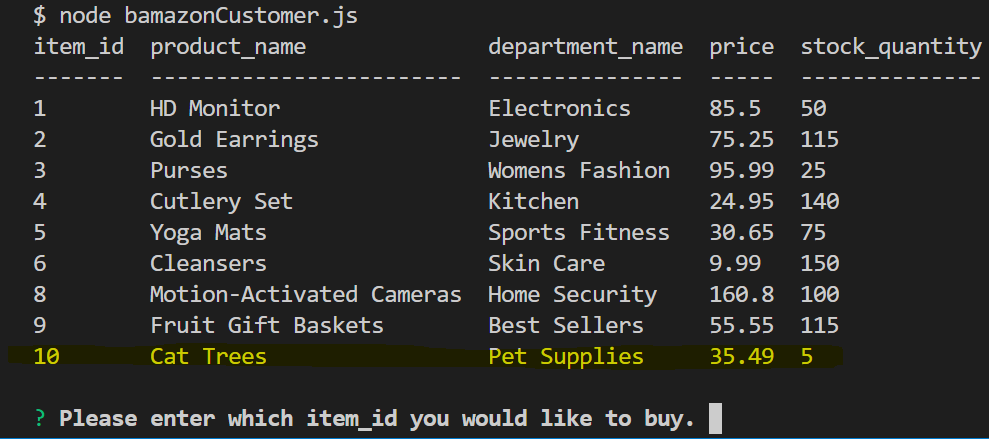 $ node bamazonCustomer.js
item_id  product_name              department_name  price  stock_quantity
-------  ------------------------  ---------------  -----  --------------
1        HD Monitor                Electronics      85.5   50
2        Gold Earrings             Jewelry          75.25  115
3        Purses                    Womens Fashion   95.99  25
4        Cutlery Set               Kitchen          24.95  140
5        Yoga Mats                 Sports Fitness   30.65  75
6        Cleansers                 Skin Care        9.99   150
8        Motion-Activated Cameras  Home Security    160.8  100
9        Fruit Gift Baskets        Best Sellers     55.55  115
10       Cat Trees                 Pet Supplies     35.49  5
? Please enter which item_id you would like to buy.